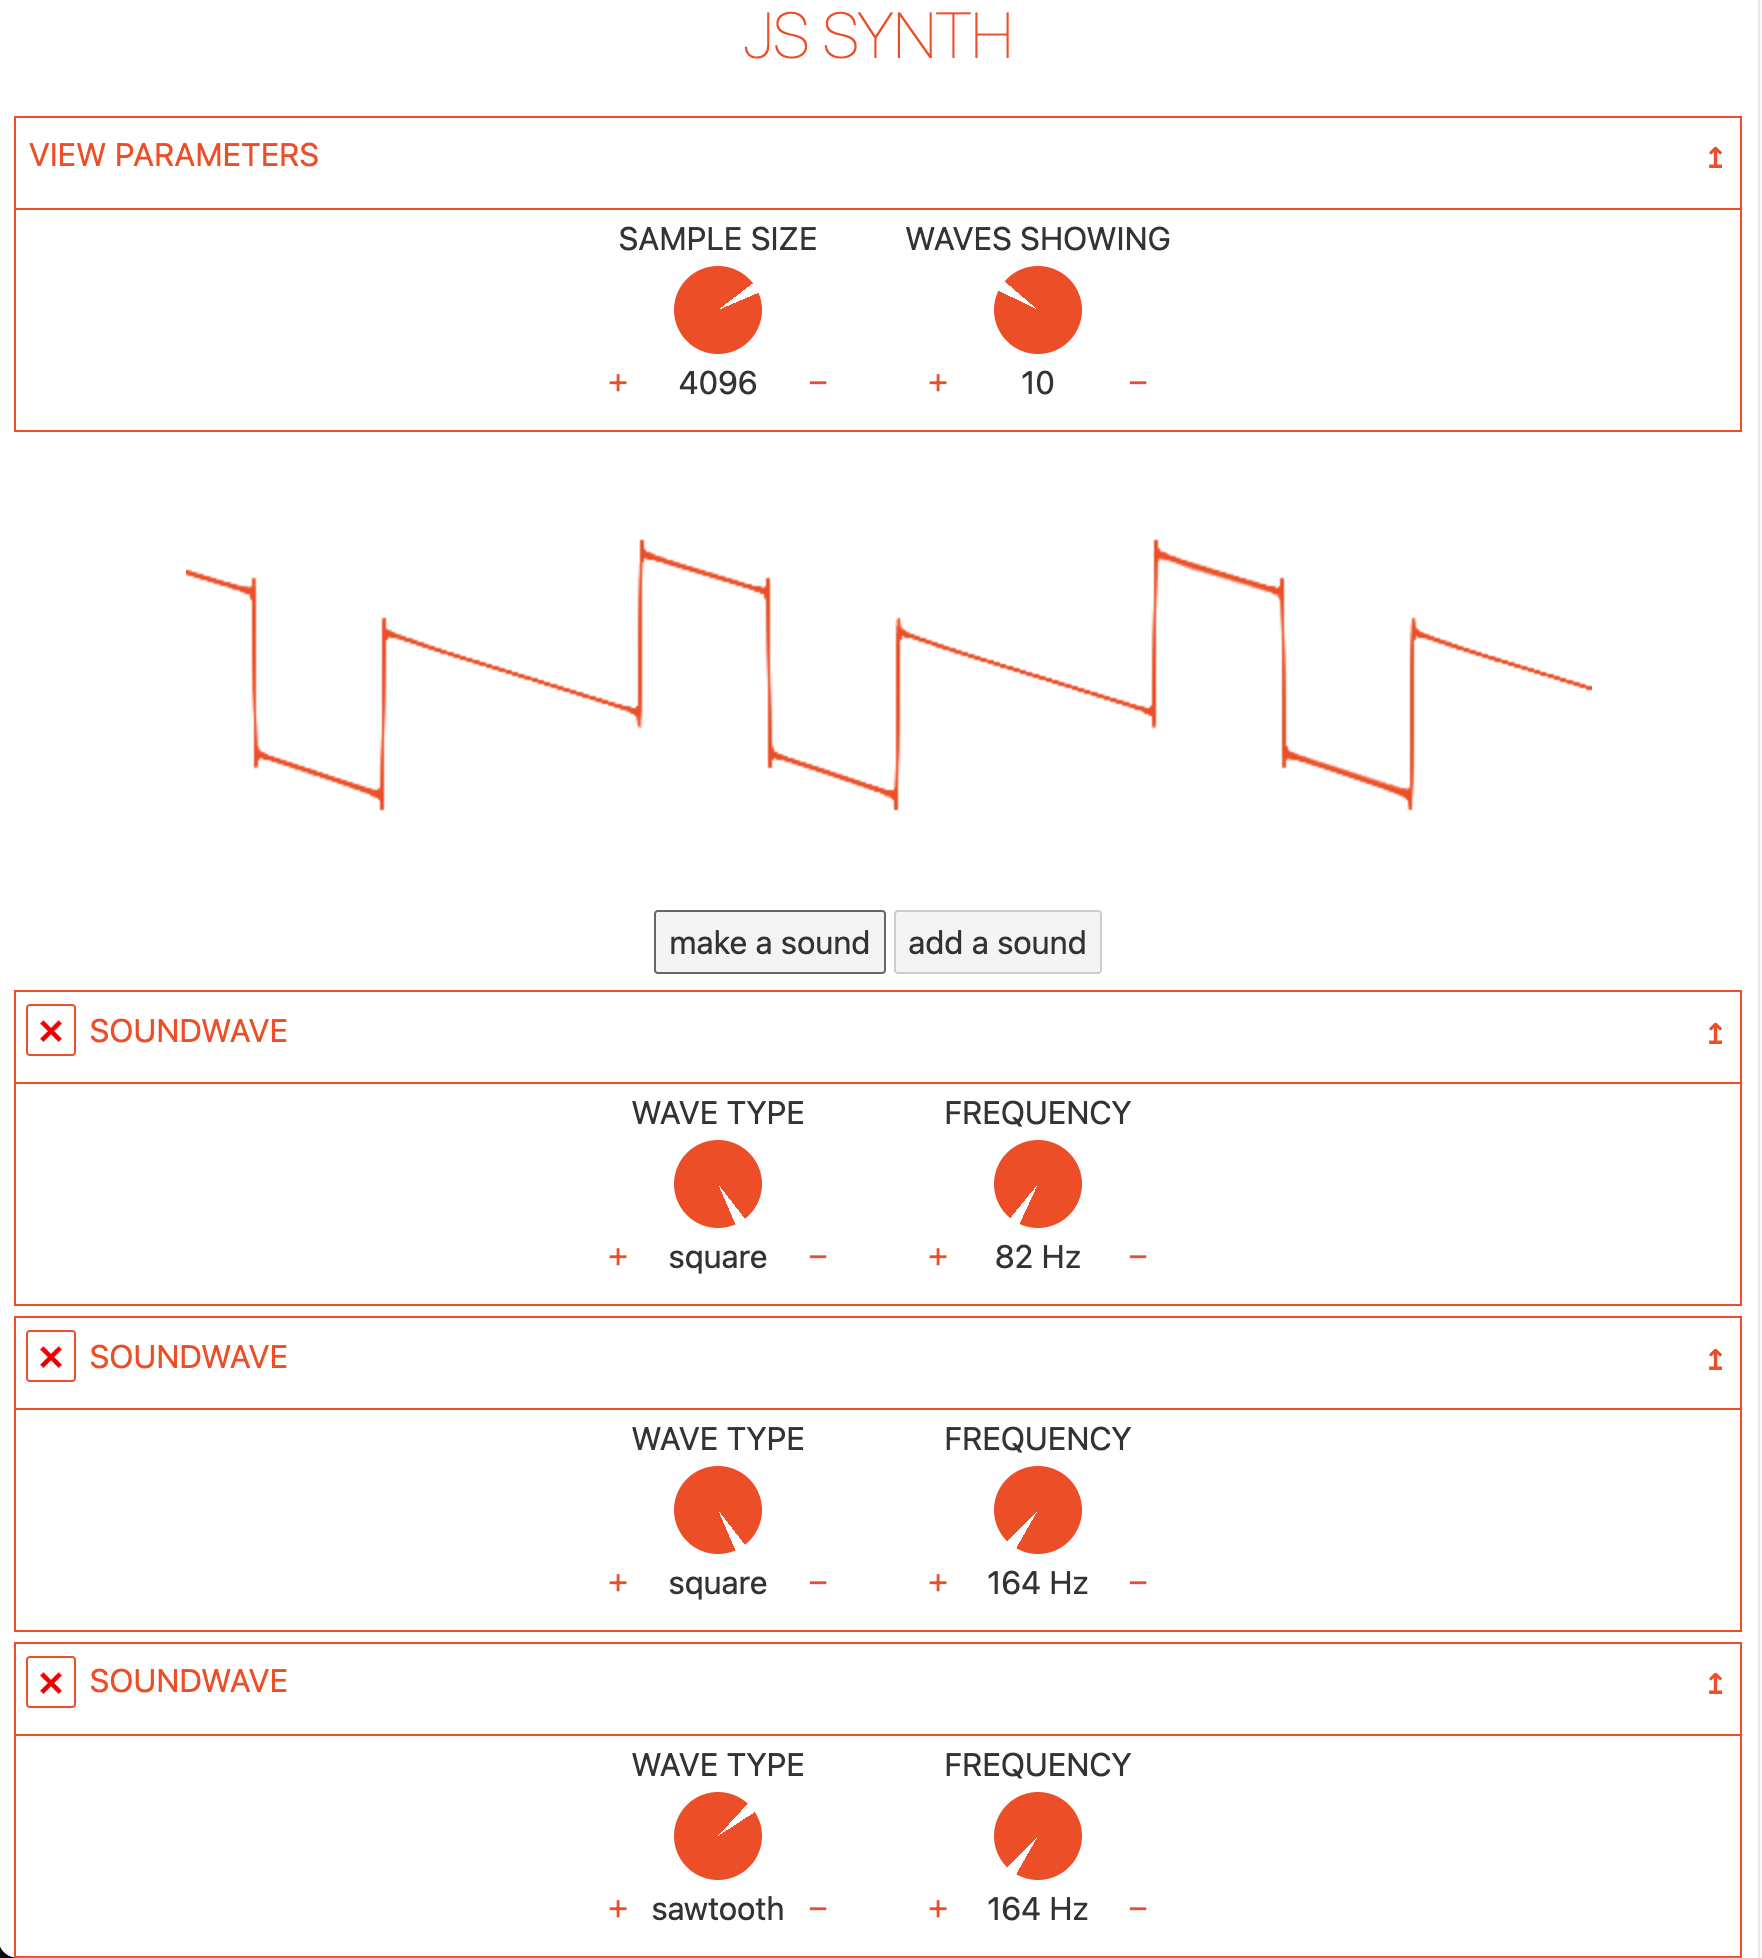 JS SYNTH
VIEW PARAMETERS ↥
SAMPLE SIZE WAVES SHOWING
+ 4096 − + 10 −
make a sound add a sound
× SOUNDWAVE ↥
WAVE TYPE FREQUENCY
+ square − + 82 Hz −
× SOUNDWAVE ↥
WAVE TYPE FREQUENCY
+ square − + 164 Hz −
× SOUNDWAVE ↥
WAVE TYPE FREQUENCY
+ sawtooth − + 164 Hz −